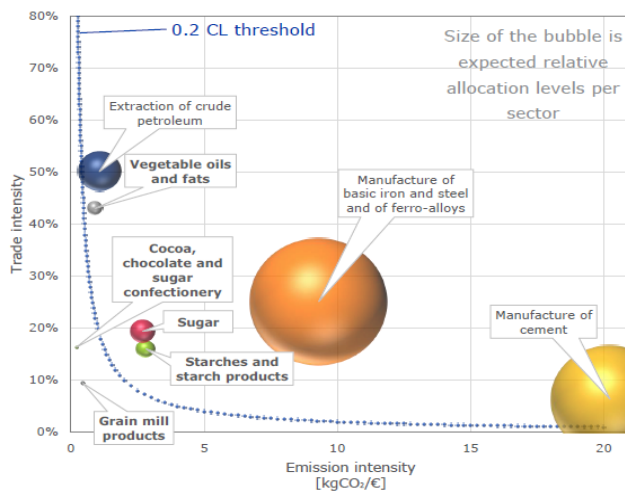 80%
70%
60%
50%
40%
30%
20%
10%
0%
Trade intensity
0.2 CL threshold
Size of the bubble is
expected relative
allocation levels per
sector
Extraction of crude
petroleum
Vegetable oils
and fats
Manufacture of
basic iron and steel
and of ferro-alloys
Cocoa,
chocolate and
sugar
confectionery
Sugar
Starches and
starch products
Grain mill
products
Manufacture of
cement
0
5
10
15
20
Emission intensity
[kgCO₂/€]